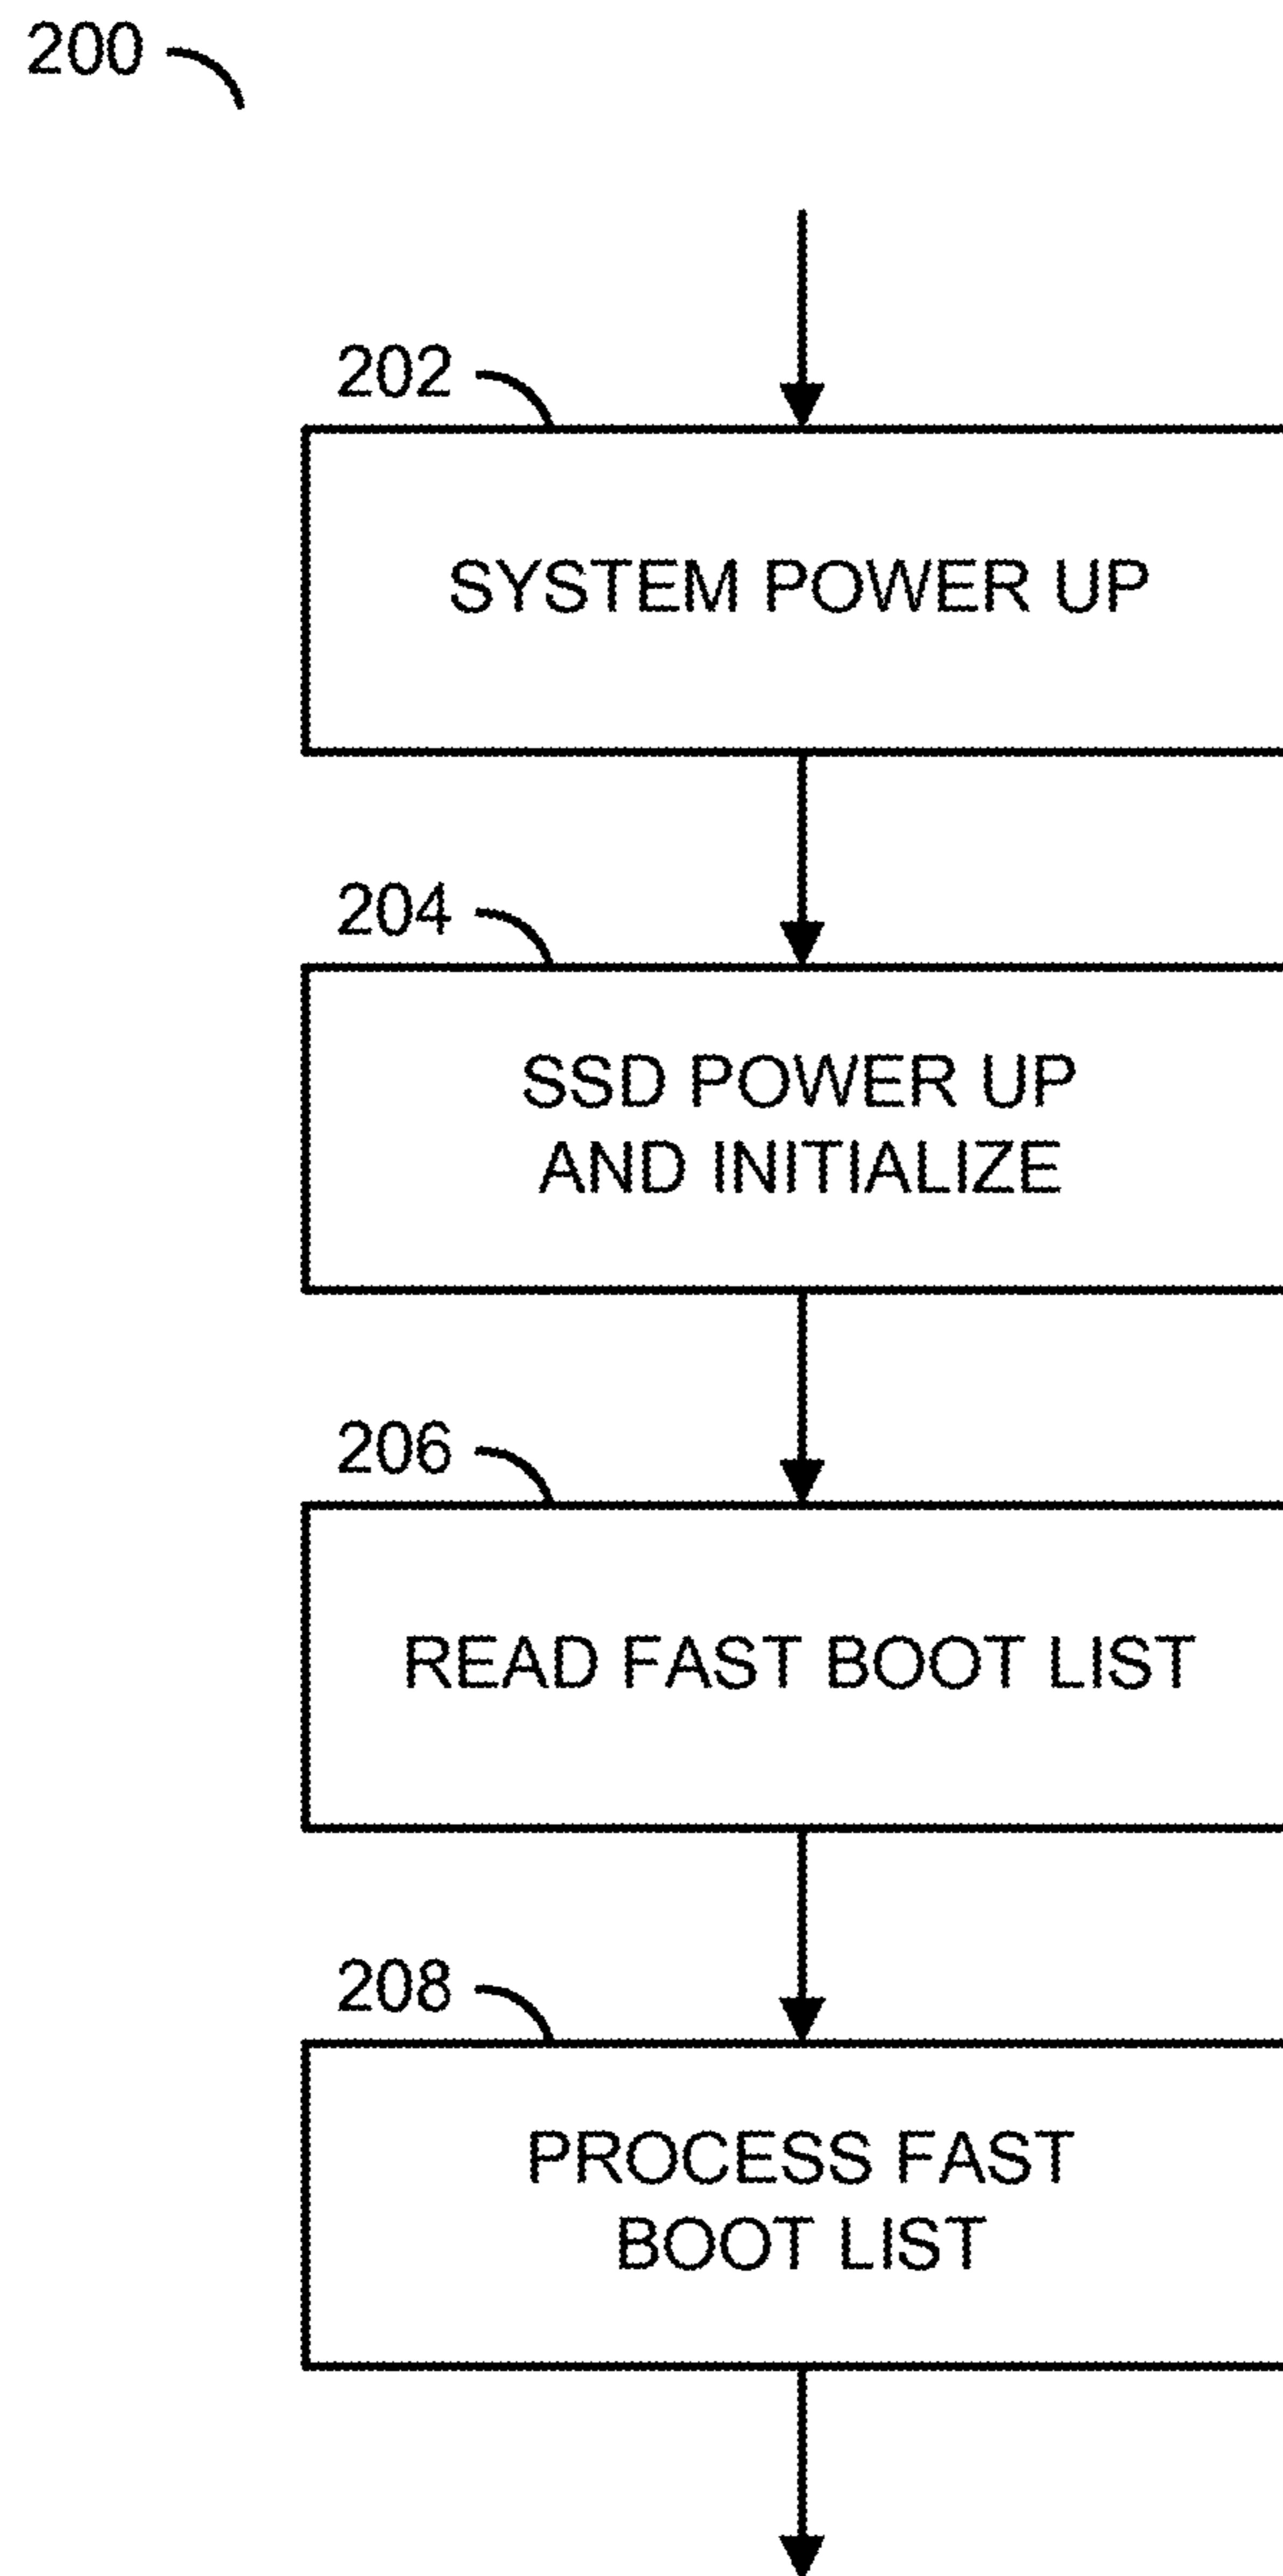 200
202
SYSTEM POWER UP
204
SSD POWER UP
AND INITIALIZE
206
READ FAST BOOT LIST
208
PROCESS FAST
BOOT LIST